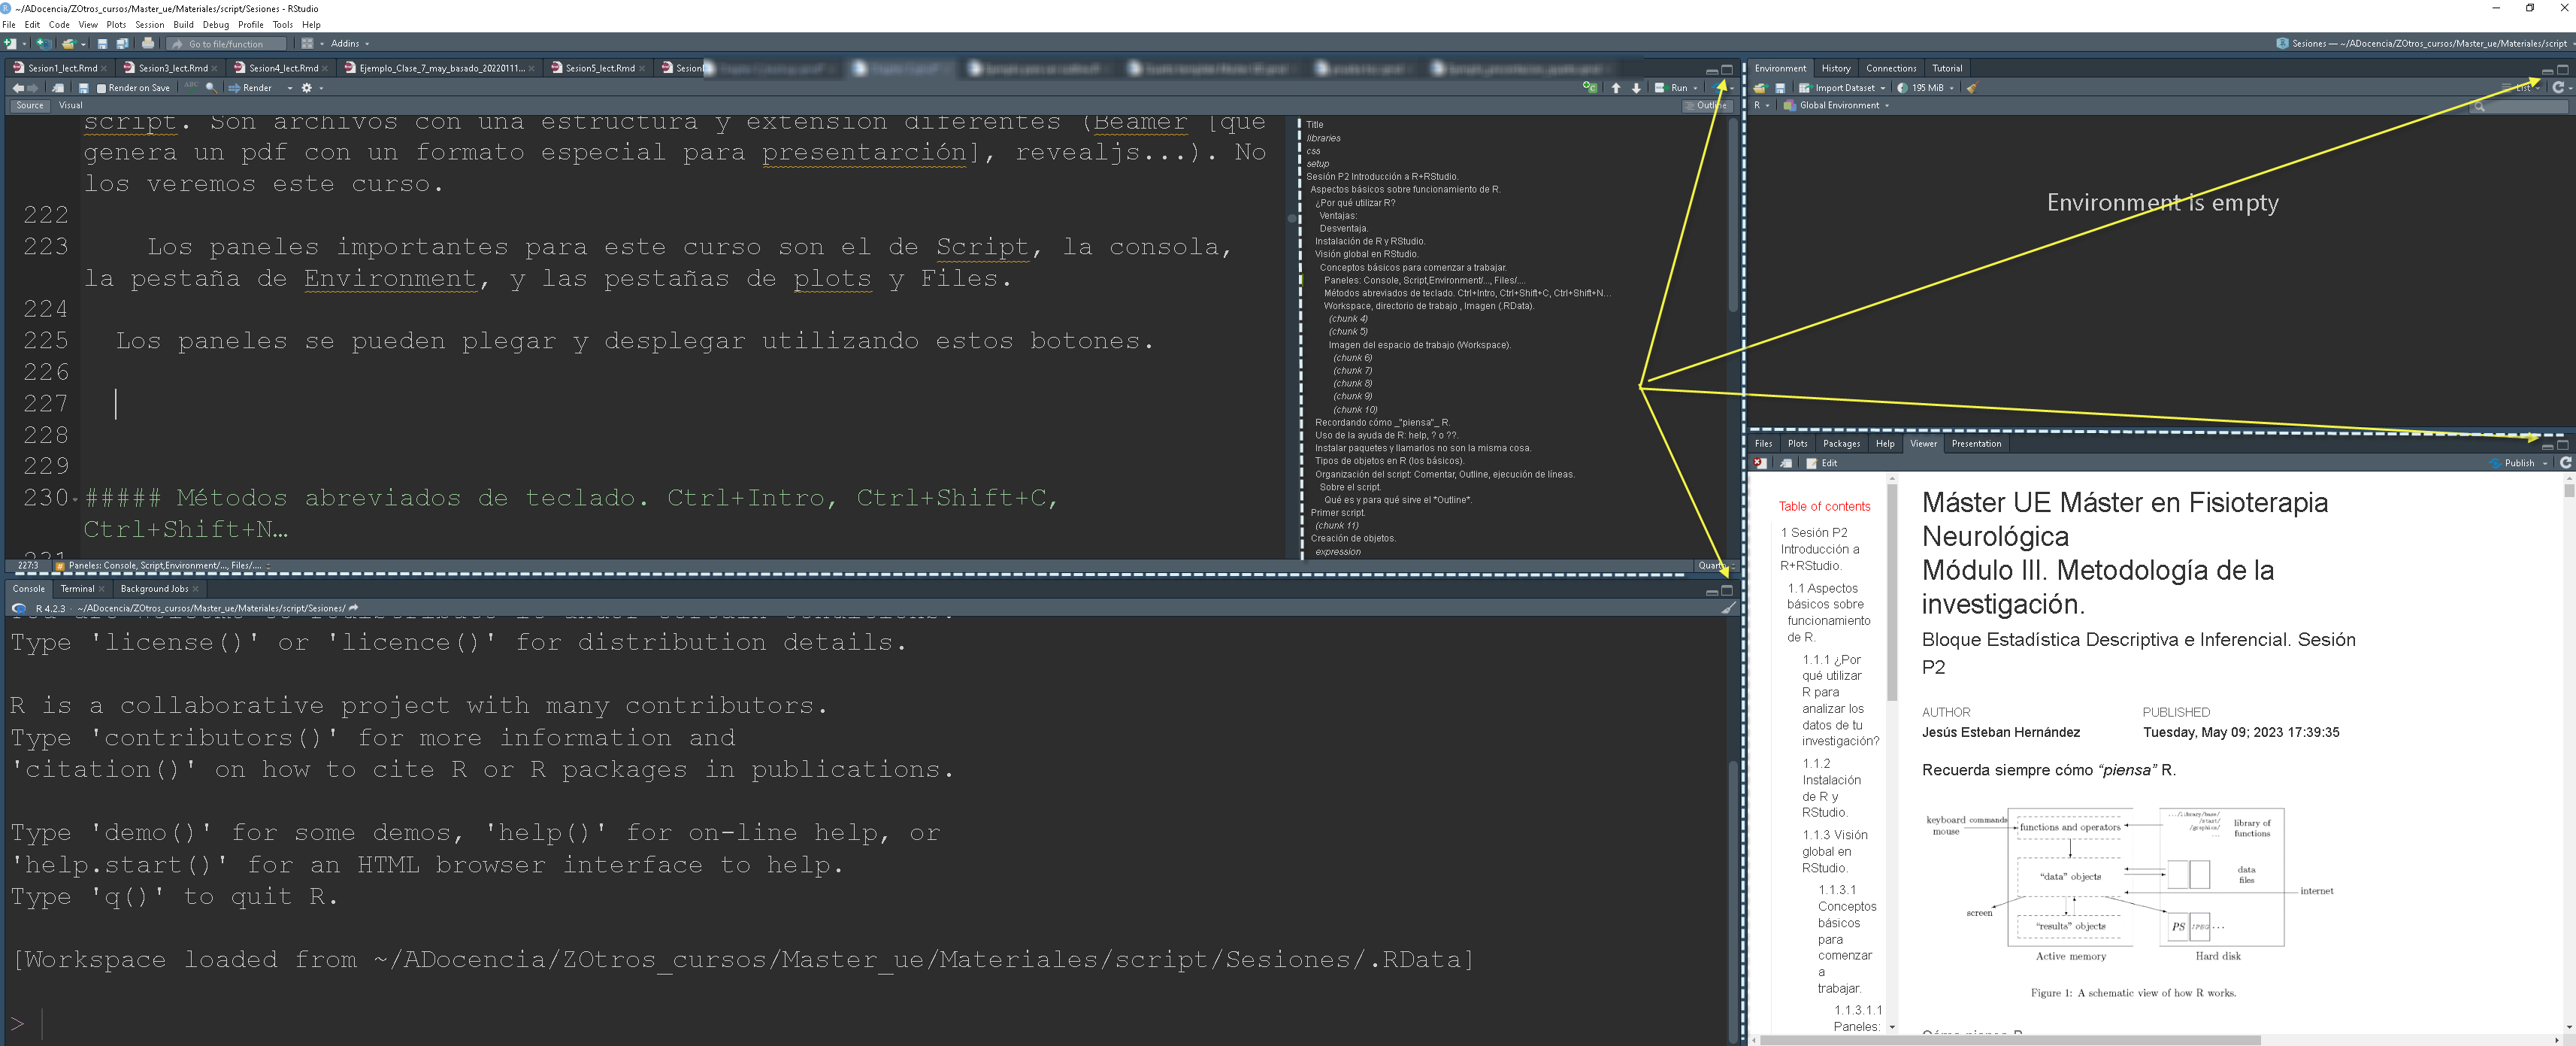 ~/ADocencia/ZOtros_cursos/Master_ue/Materiales/script/Sesiones - RStudio
File Edit Code View Plots Session Build Debug Profile Tools Help
Go to file/function Addins
Sesiones — ~/ADocencia/ZOtros_cursos/Master_ue/Materiales/script
Sesion1_lect.Rmd Sesion3_lect.Rmd Sesion4_lect.Rmd Ejemplo_Clase_7_may_basado_20220111... Sesion5_lect.Rmd
Render on Save ABC Render Run
Source Visual Outline
script. Son archivos con una estructura y extensión diferentes (Beamer [que
genera un pdf con un formato especial para presentarción], revealjs...). No
los veremos este curso.
222
223 Los paneles importantes para este curso son el de Script, la consola,
la pestaña de Environment, y las pestañas de plots y Files.
224
225 Los paneles se pueden plegar y desplegar utilizando estos botones.
226
227
228
229
230 ##### Métodos abreviados de teclado. Ctrl+Intro, Ctrl+Shift+C,
Ctrl+Shift+N…
231
227:3 Paneles: Console, Script,Environment/..., Files/....
Quarto
Title
libraries
css
setup
Sesión P2 Introducción a R+RStudio.
Aspectos básicos sobre funcionamiento de R.
¿Por qué utilizar R?
Ventajas:
Desventaja.
Instalación de R y RStudio.
Visión global en RStudio.
Conceptos básicos para comenzar a trabajar.
Paneles: Console, Script,Environment/..., Files/....
Métodos abreviados de teclado. Ctrl+Intro, Ctrl+Shift+C, Ctrl+Shift+N…
Workspace, directorio de trabajo , Imagen (.RData).
(chunk 4)
(chunk 5)
Imagen del espacio de trabajo (Workspace).
(chunk 6)
(chunk 7)
(chunk 8)
(chunk 9)
(chunk 10)
Recordando cómo _"piensa"_ R.
Uso de la ayuda de R: help, ? o ??.
Instalar paquetes y llamarlos no son la misma cosa.
Tipos de objetos en R (los básicos).
Organización del script: Comentar, Outline, ejecución de líneas.
Sobre el script.
Qué es y para qué sirve el *Outline*.
Primer script.
(chunk 11)
Creación de objetos.
expression
Console Terminal Background Jobs
R 4.2.3 · ~/ADocencia/ZOtros_cursos/Master_ue/Materiales/script/Sesiones/
Type 'license()' or 'licence()' for distribution details.
R is a collaborative project with many contributors.
Type 'contributors()' for more information and
'citation()' on how to cite R or R packages in publications.
Type 'demo()' for some demos, 'help()' for on-line help, or
'help.start()' for an HTML browser interface to help.
Type 'q()' to quit R.
[Workspace loaded from ~/ADocencia/ZOtros_cursos/Master_ue/Materiales/script/Sesiones/.RData]
>
Environment History Connections Tutorial
Import Dataset 195 MiB List
R Global Environment
Environment is empty
Files Plots Packages Help Viewer Presentation
Edit Publish
Table of contents
1 Sesión P2
Introducción a
R+RStudio.
1.1 Aspectos
básicos sobre
funcionamiento
de R.
1.1.1 ¿Por
qué utilizar
R para
analizar los
datos de tu
investigación?
1.1.2
Instalación
de R y
RStudio.
1.1.3 Visión
global en
RStudio.
1.1.3.1
Conceptos
básicos
para
comenzar
a
trabajar.
1.1.3.1.1
Paneles:
Máster UE Máster en Fisioterapia
Neurológica
Módulo III. Metodología de la
investigación.
Bloque Estadística Descriptiva e Inferencial. Sesión
P2
AUTHOR PUBLISHED
Jesús Esteban Hernández Tuesday, May 09; 2023 17:39:35
Recuerda siempre cómo "piensa" R.
keyboard commands
mouse
functions and operators
.../library/base/
/stats/
/graphics/
...
library of
functions
"data" objects
data
files
internet
screen
"results" objects
PS JPEG ...
Active memory Hard disk
Figure 1: A schematic view of how R works.